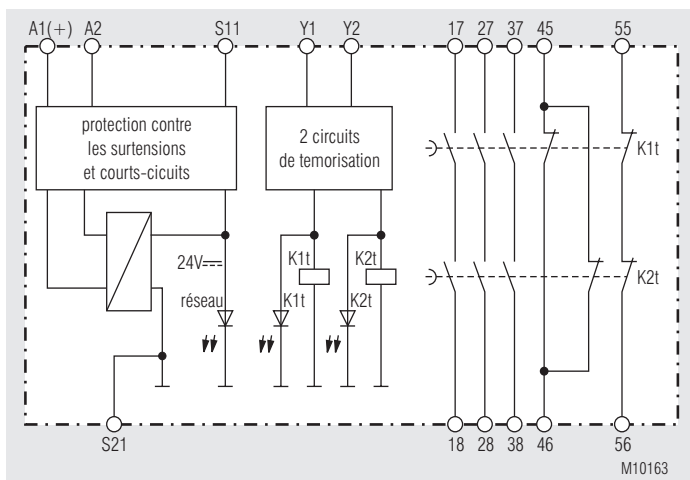 A1(+) A2 S11 Y1 Y2 17 27 37 45 55
protection contre
les surtensions
et courts-cicuits
2 circuits
de temorisation
K1t
24V
K1t K2t
K2t
réseau K1t K2t
S21 18 28 38 46 56
M10163